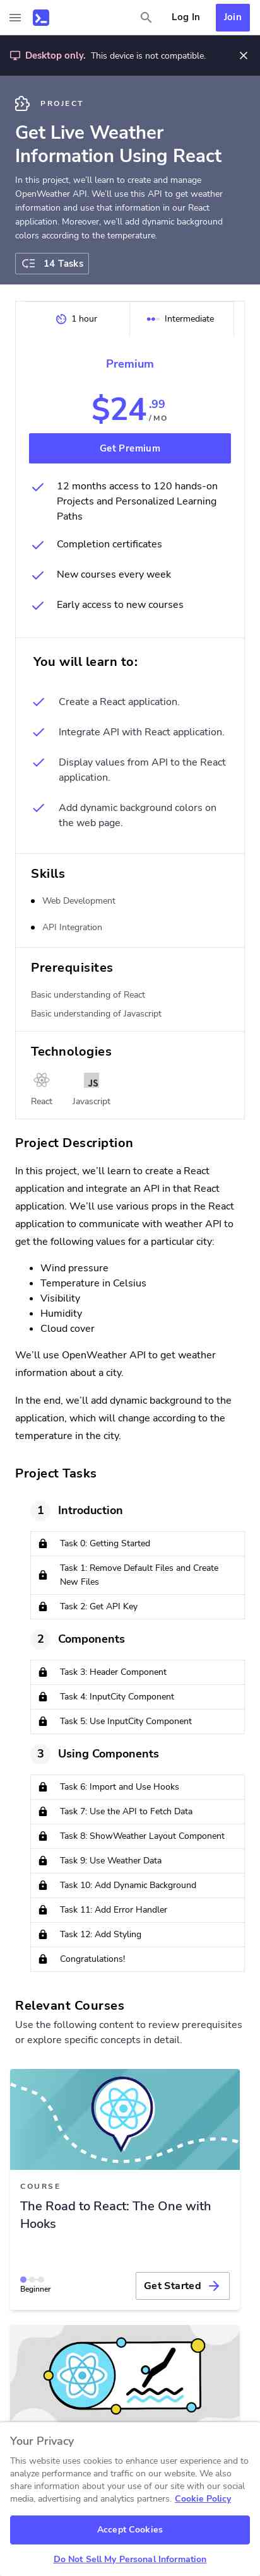 Log In
Join
Desktop only. This device is not compatible.
PROJECT
Get Live Weather
Information Using React
In this project, we’ll learn to create and manage
OpenWeather API. We’ll use this API to get weather
information and use that information in our React
application. Moreover, we’ll add dynamic background
colors according to the temperature.
14 Tasks
1 hour
Intermediate
Premium
$24.99
/MO
Get Premium
12 months access to 120 hands-on
Projects and Personalized Learning
Paths
Completion certificates
New courses every week
Early access to new courses
You will learn to:
Create a React application.
Integrate API with React application.
Display values from API to the React
application.
Add dynamic background colors on
the web page.
Skills
Web Development
API Integration
Prerequisites
Basic understanding of React
Basic understanding of Javascript
Technologies
JS
React
Javascript
Project Description
In this project, we’ll learn to create a React
application and integrate an API in that React
application. We’ll use various props in the React
application to communicate with weather API to
get the following values for a particular city:
• Wind pressure
• Temperature in Celsius
• Visibility
• Humidity
• Cloud cover
We’ll use OpenWeather API to get weather
information about a city.
In the end, we’ll add dynamic background to the
application, which will change according to the
temperature in the city.
Project Tasks
1 Introduction
Task 0: Getting Started
Task 1: Remove Default Files and Create
New Files
Task 2: Get API Key
2 Components
Task 3: Header Component
Task 4: InputCity Component
Task 5: Use InputCity Component
3 Using Components
Task 6: Import and Use Hooks
Task 7: Use the API to Fetch Data
Task 8: ShowWeather Layout Component
Task 9: Use Weather Data
Task 10: Add Dynamic Background
Task 11: Add Error Handler
Task 12: Add Styling
Congratulations!
Relevant Courses
Use the following content to review prerequisites
or explore specific concepts in detail.
COURSE
The Road to React: The One with
Hooks
Beginner
Get Started
Your Privacy
This website uses cookies to enhance user experience and to
analyze performance and traffic on our website. We also
share information about your use of our site with our social
media, advertising and analytics partners. Cookie Policy
Accept Cookies
Do Not Sell My Personal Information